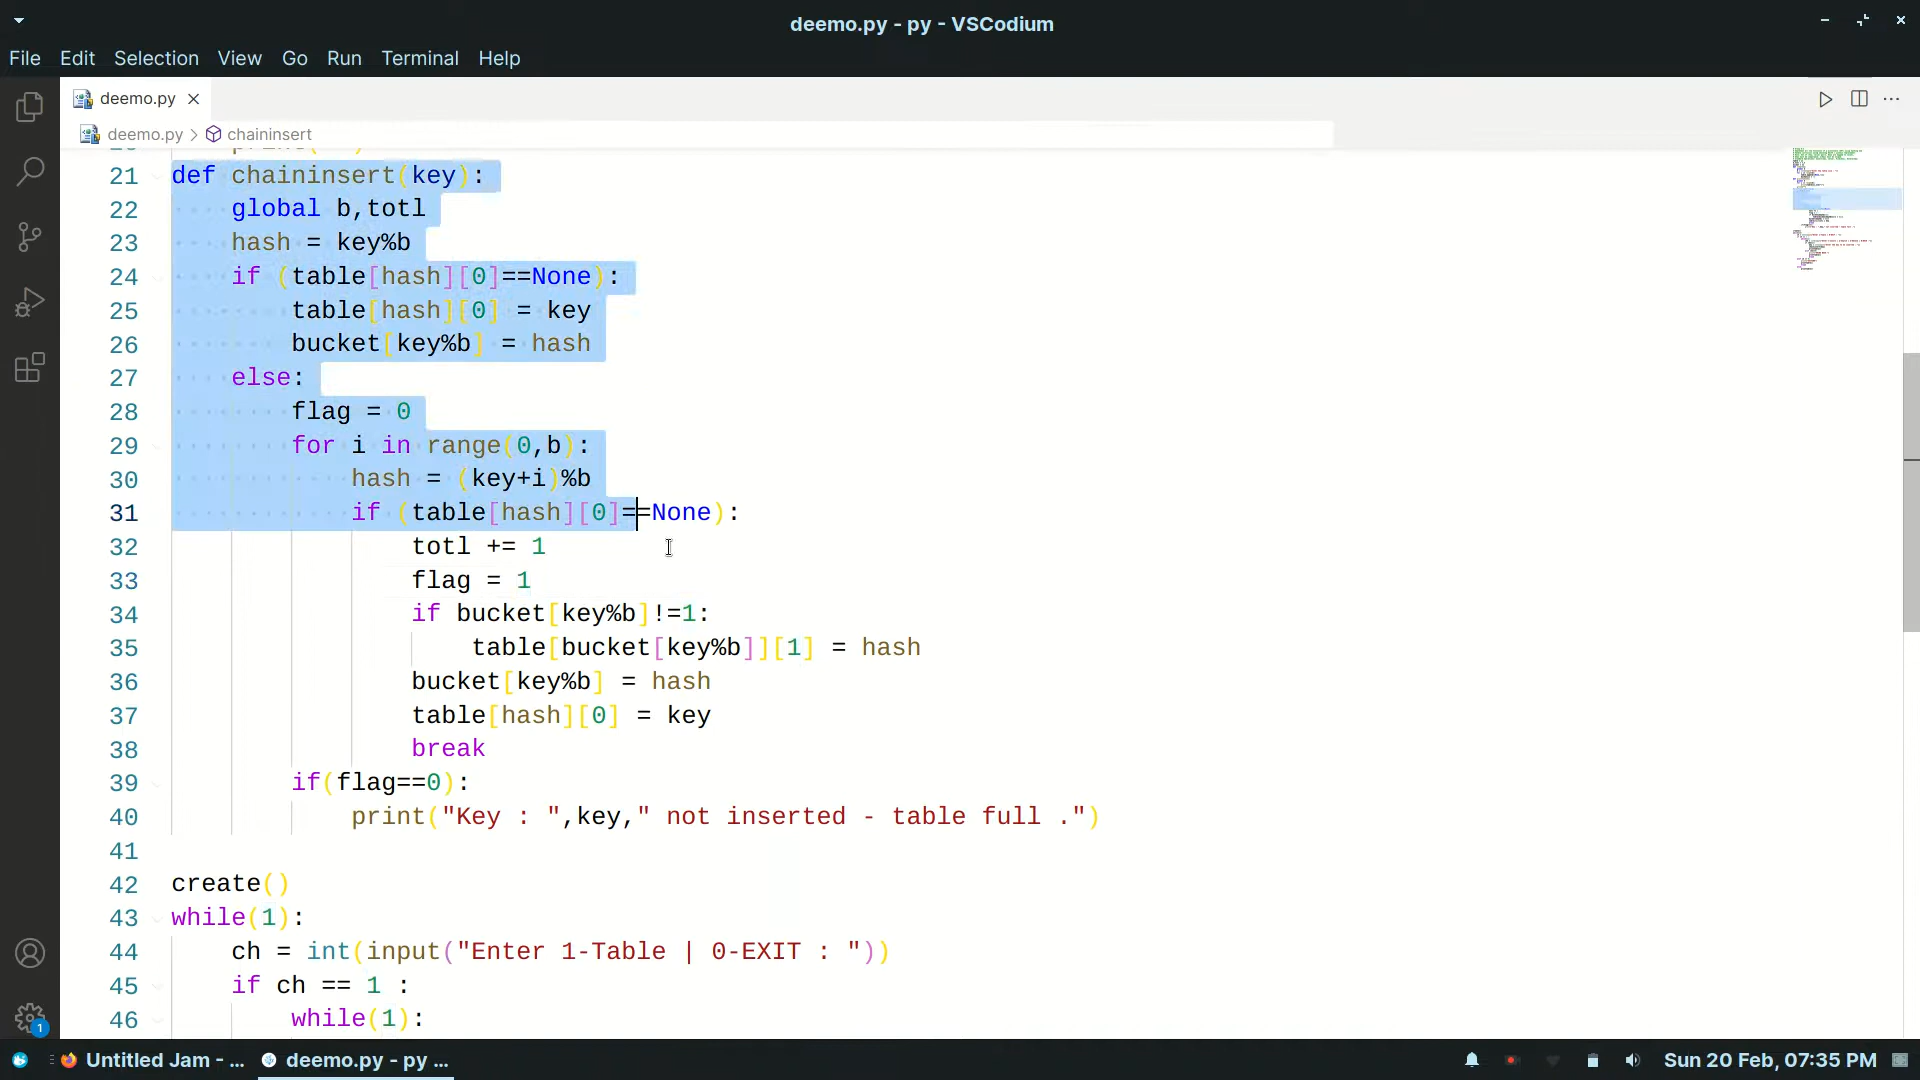 deemo.py - py - VSCodium
File Edit Selection View Go Run Terminal Help
deemo.py
deemo.py > chaininsert
21 def chaininsert(key):
22 global b,totl
23 hash = key%b
24 if (table[hash][0]==None):
25 table[hash][0] = key
26 bucket[key%b] = hash
27 else:
28 flag = 0
29 for i in range(0,b):
30 hash = (key+i)%b
31 if (table[hash][0]==None):
32 totl += 1
33 flag = 1
34 if bucket[key%b]!=1:
35 table[bucket[key%b]][1] = hash
36 bucket[key%b] = hash
37 table[hash][0] = key
38 break
39 if(flag==0):
40 print("Key : ",key," not inserted - table full .")
41
42 create()
43 while(1):
44 ch = int(input("Enter 1-Table | 0-EXIT : "))
45 if ch == 1 :
46 while(1):
1
Untitled Jam - ... deemo.py - py ... Sun 20 Feb, 07:35 PM